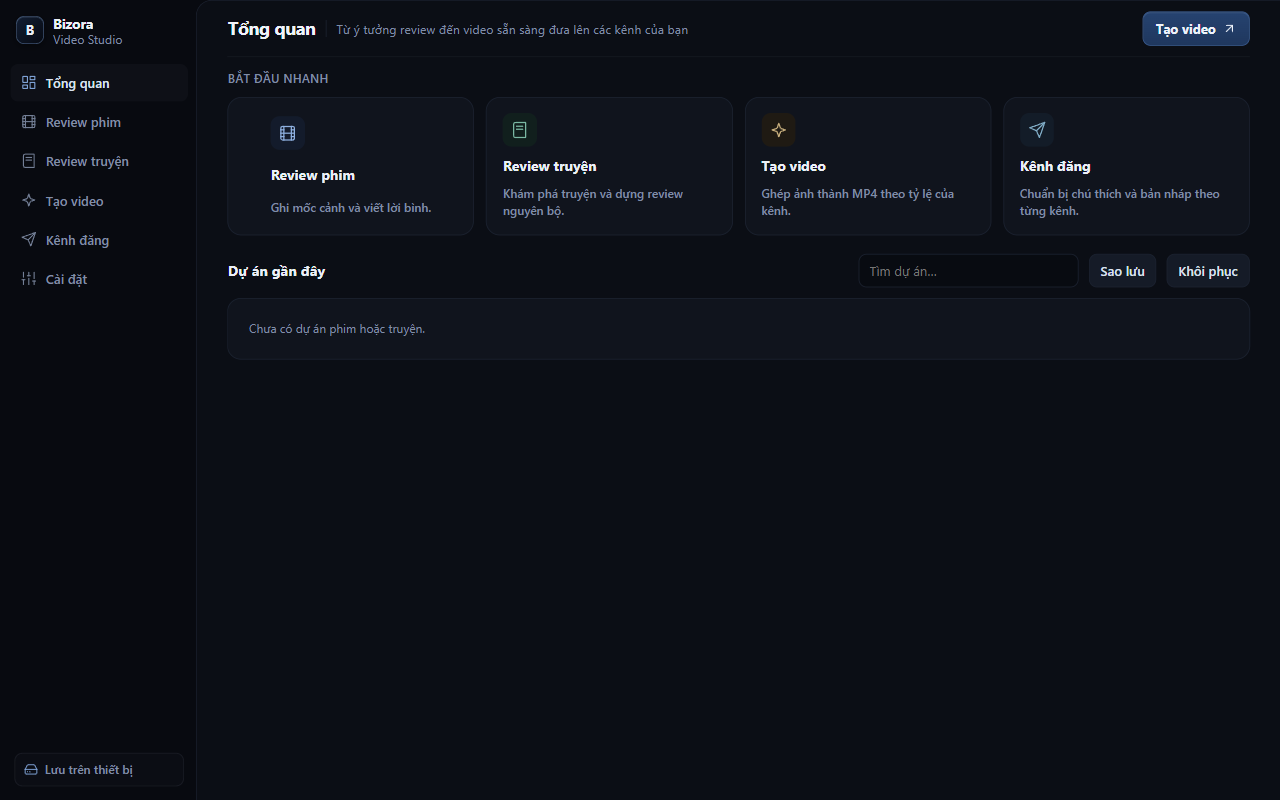 B
Bizora
Video Studio
Tổng quan
Review phim
Review truyện
Tạo video
Kênh đăng
Cài đặt
Lưu trên thiết bị
Tổng quan
Từ ý tưởng review đến video sẵn sàng đưa lên các kênh của bạn
Tạo video
BẮT ĐẦU NHANH
Review phim
Ghi mốc cảnh và viết lời bình.
Review truyện
Khám phá truyện và dựng review
nguyên bộ.
Tạo video
Ghép ảnh thành MP4 theo tỷ lệ của
kênh.
Kênh đăng
Chuẩn bị chú thích và bản nháp theo
từng kênh.
Dự án gần đây
Tìm dự án...
Sao lưu
Khôi phục
Chưa có dự án phim hoặc truyện.